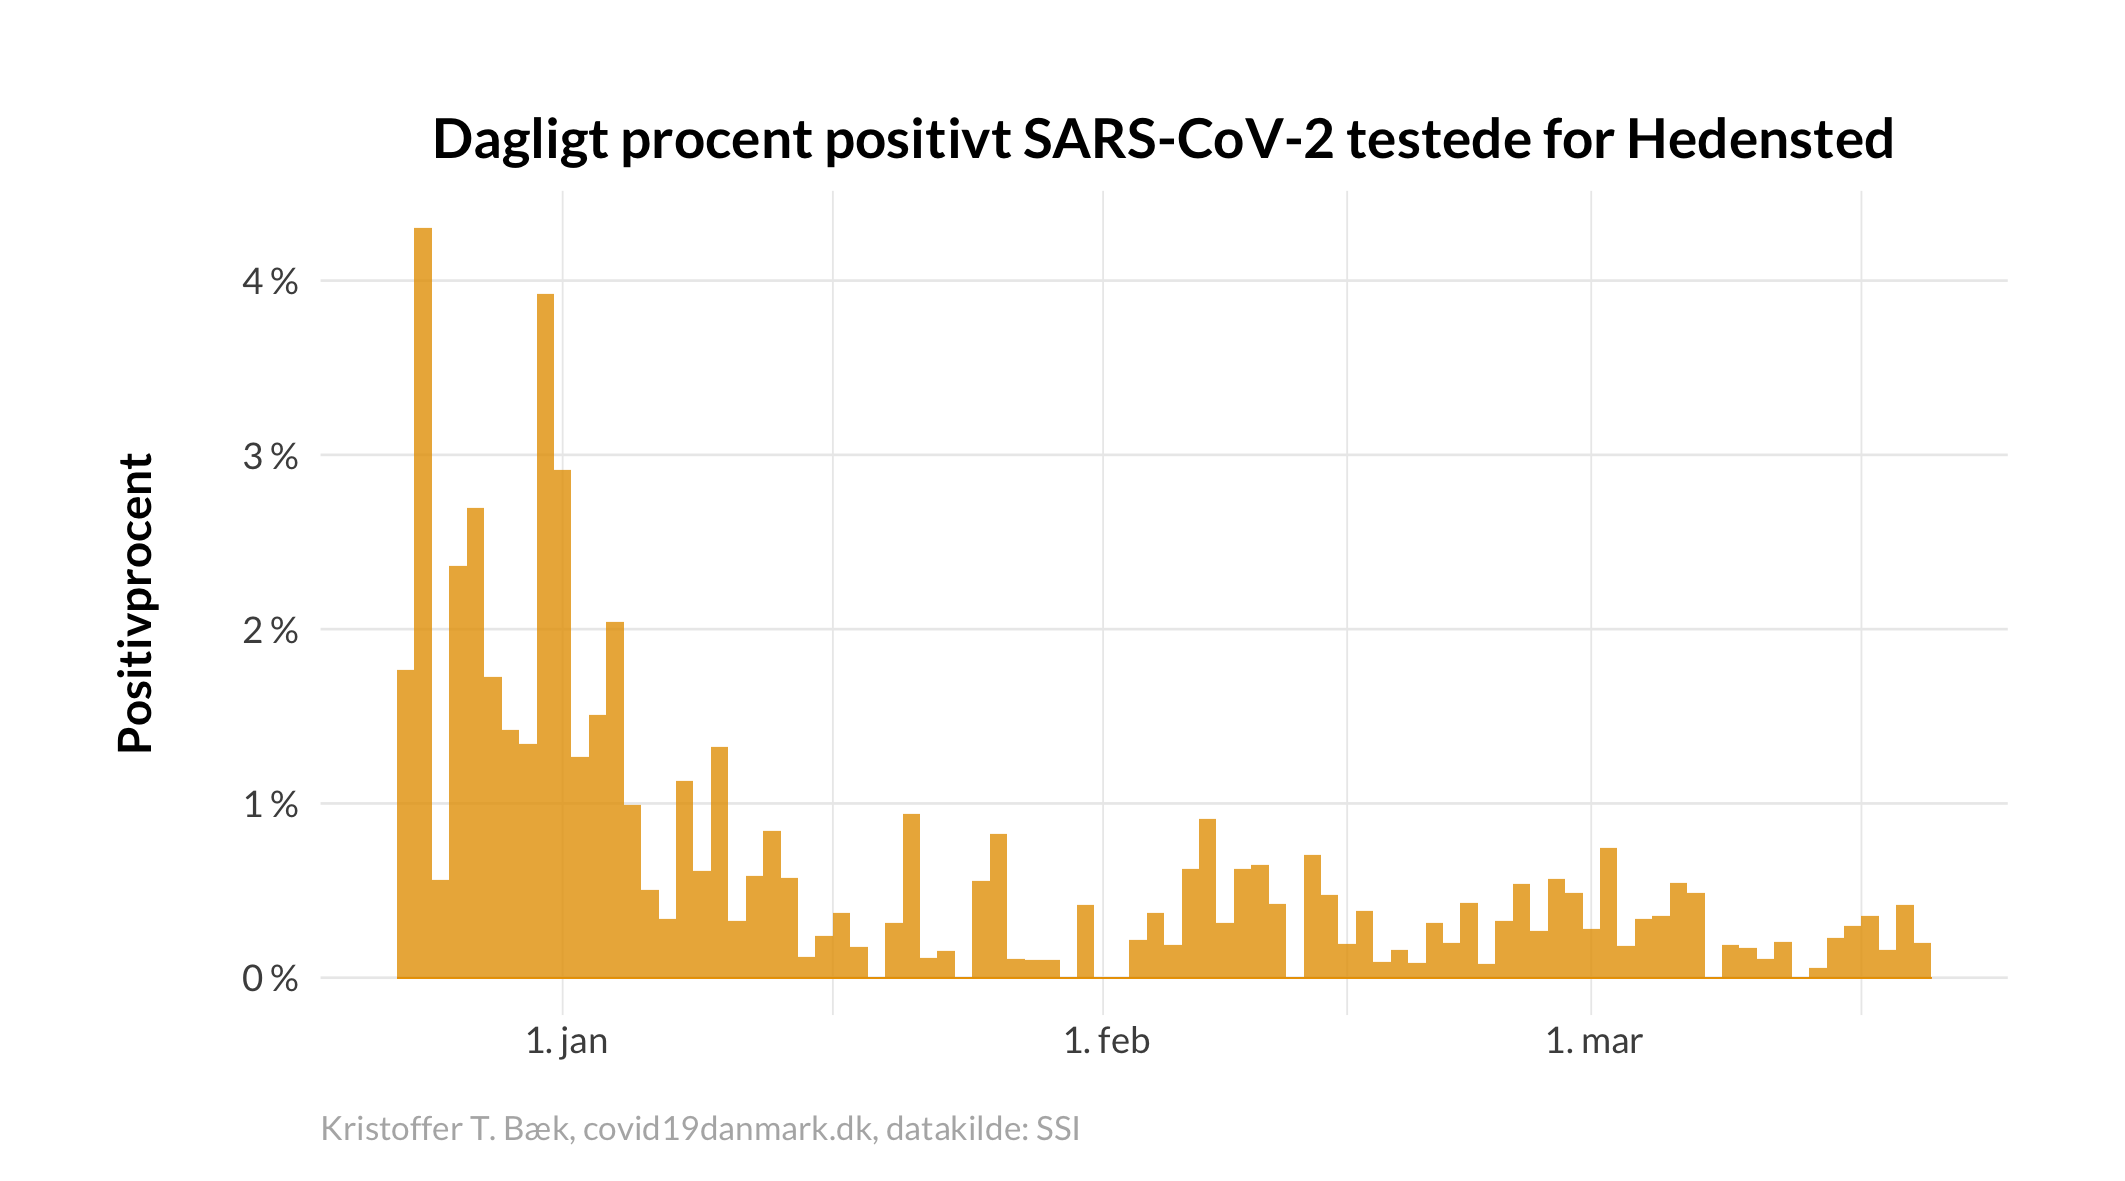 Dagligt procent positivt SARS-CoV-2 testede for Hedensted
Positivprocent
4 %
3 %
2 %
1 %
0 %
1. jan
1. feb
1. mar
Kristoffer T. Bæk, covid19danmark.dk, datakilde: SSI